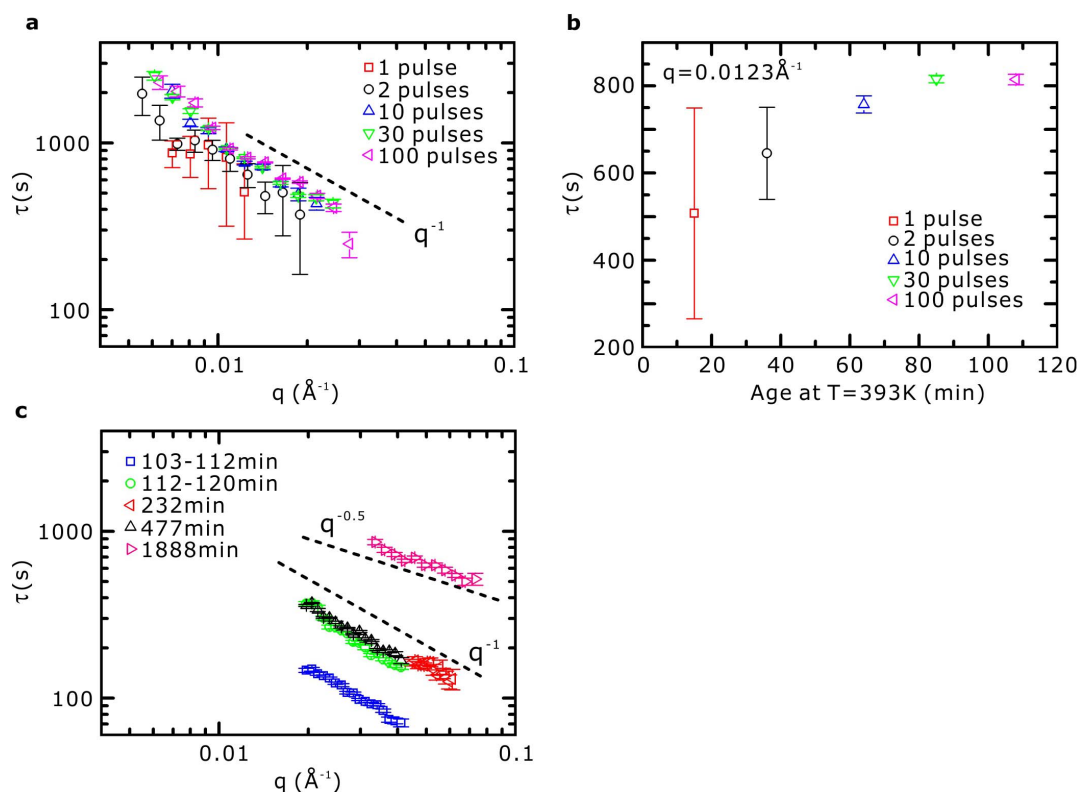 a
1000
100
τ(s)
0.01
0.1
q (Å⁻¹)
1 pulse
2 pulses
10 pulses
30 pulses
100 pulses
q⁻¹
b
q=0.0123Å⁻¹
800
600
400
200
τ(s)
0
20
40
60
80
100
120
Age at T=393K (min)
1 pulse
2 pulses
10 pulses
30 pulses
100 pulses
c
103-112min
112-120min
232min
477min
1888min
q⁻⁰·⁵
q⁻¹
1000
100
τ(s)
0.01
0.1
q (Å⁻¹)